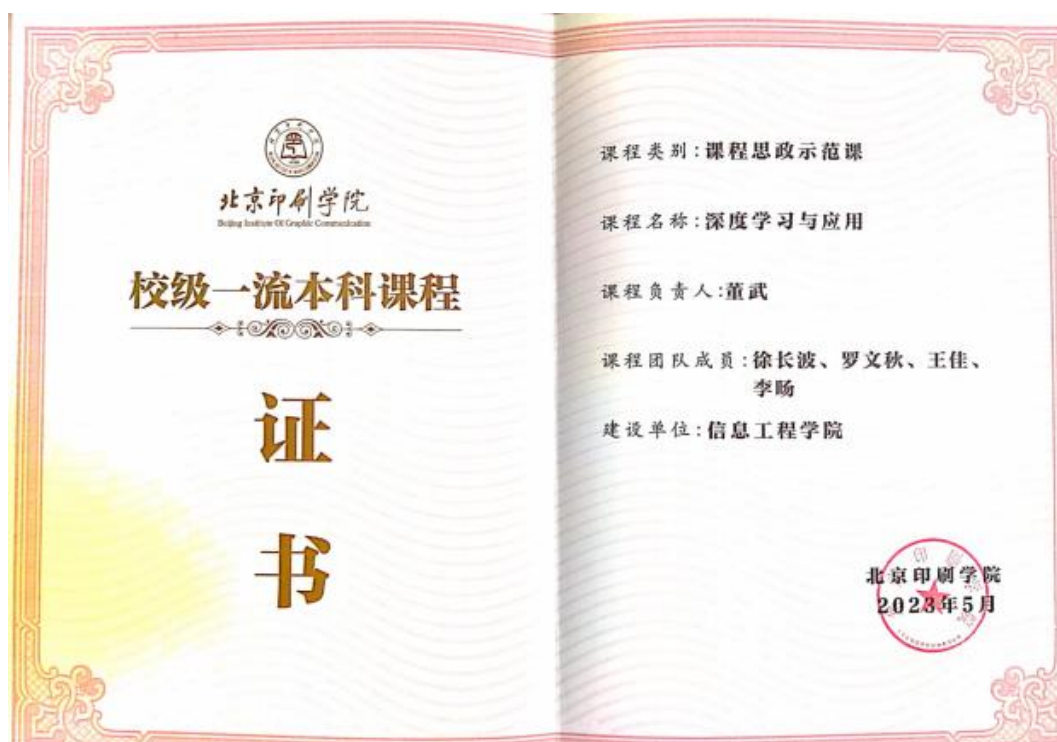 北京印刷学院
Beijing Institute Of Graphic Communication
校级一流本科课程
证
书
课程类别:课程思政示范课
课程名称:深度学习与应用
课程负责人:董武
课程团队成员:徐长波、罗文秋、王佳、
李旸
建设单位:信息工程学院
北京印刷学院
2023年5月